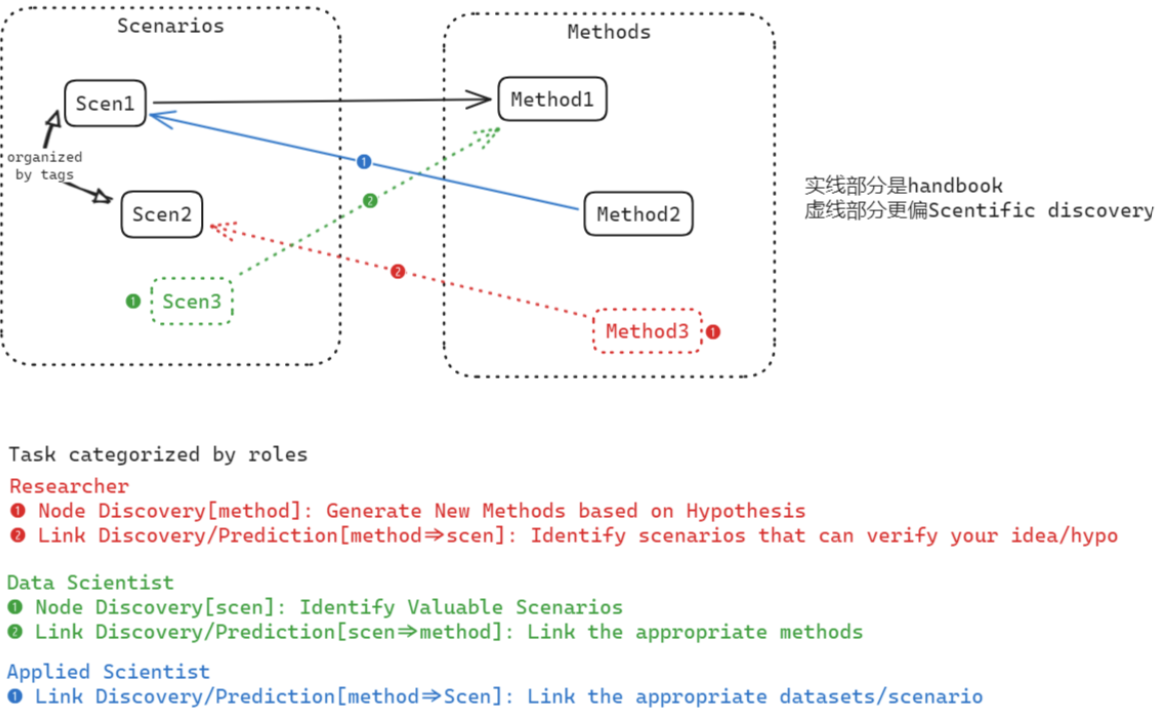 Scenarios
Methods
Scen1
Method1
organized
by tags
❶
❷
Scen2
Method2
实线部分是handbook
虚线部分更偏Scentific discovery
❷
❶ Scen3
Method3 ❶
Task categorized by roles
Researcher
❶ Node Discovery[method]: Generate New Methods based on Hypothesis
❷ Link Discovery/Prediction[method⇒scen]: Identify scenarios that can verify your idea/hypo
Data Scientist
❶ Node Discovery[scen]: Identify Valuable Scenarios
❷ Link Discovery/Prediction[scen⇒method]: Link the appropriate methods
Applied Scientist
❶ Link Discovery/Prediction[method⇒Scen]: Link the appropriate datasets/scenario